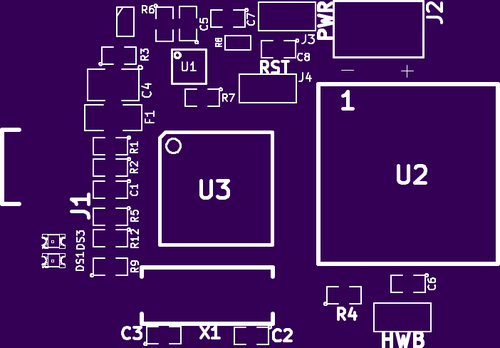 R6
C5
C7
PWR
J2
R3
R8
J3
C8
U1
RST
J4
C4
R7
1
F1
R1
R2
C1
U3
U2
J1
R5
R12
DS1
DS3
R9
C6
R4
C3
X1
C2
HWB
− +